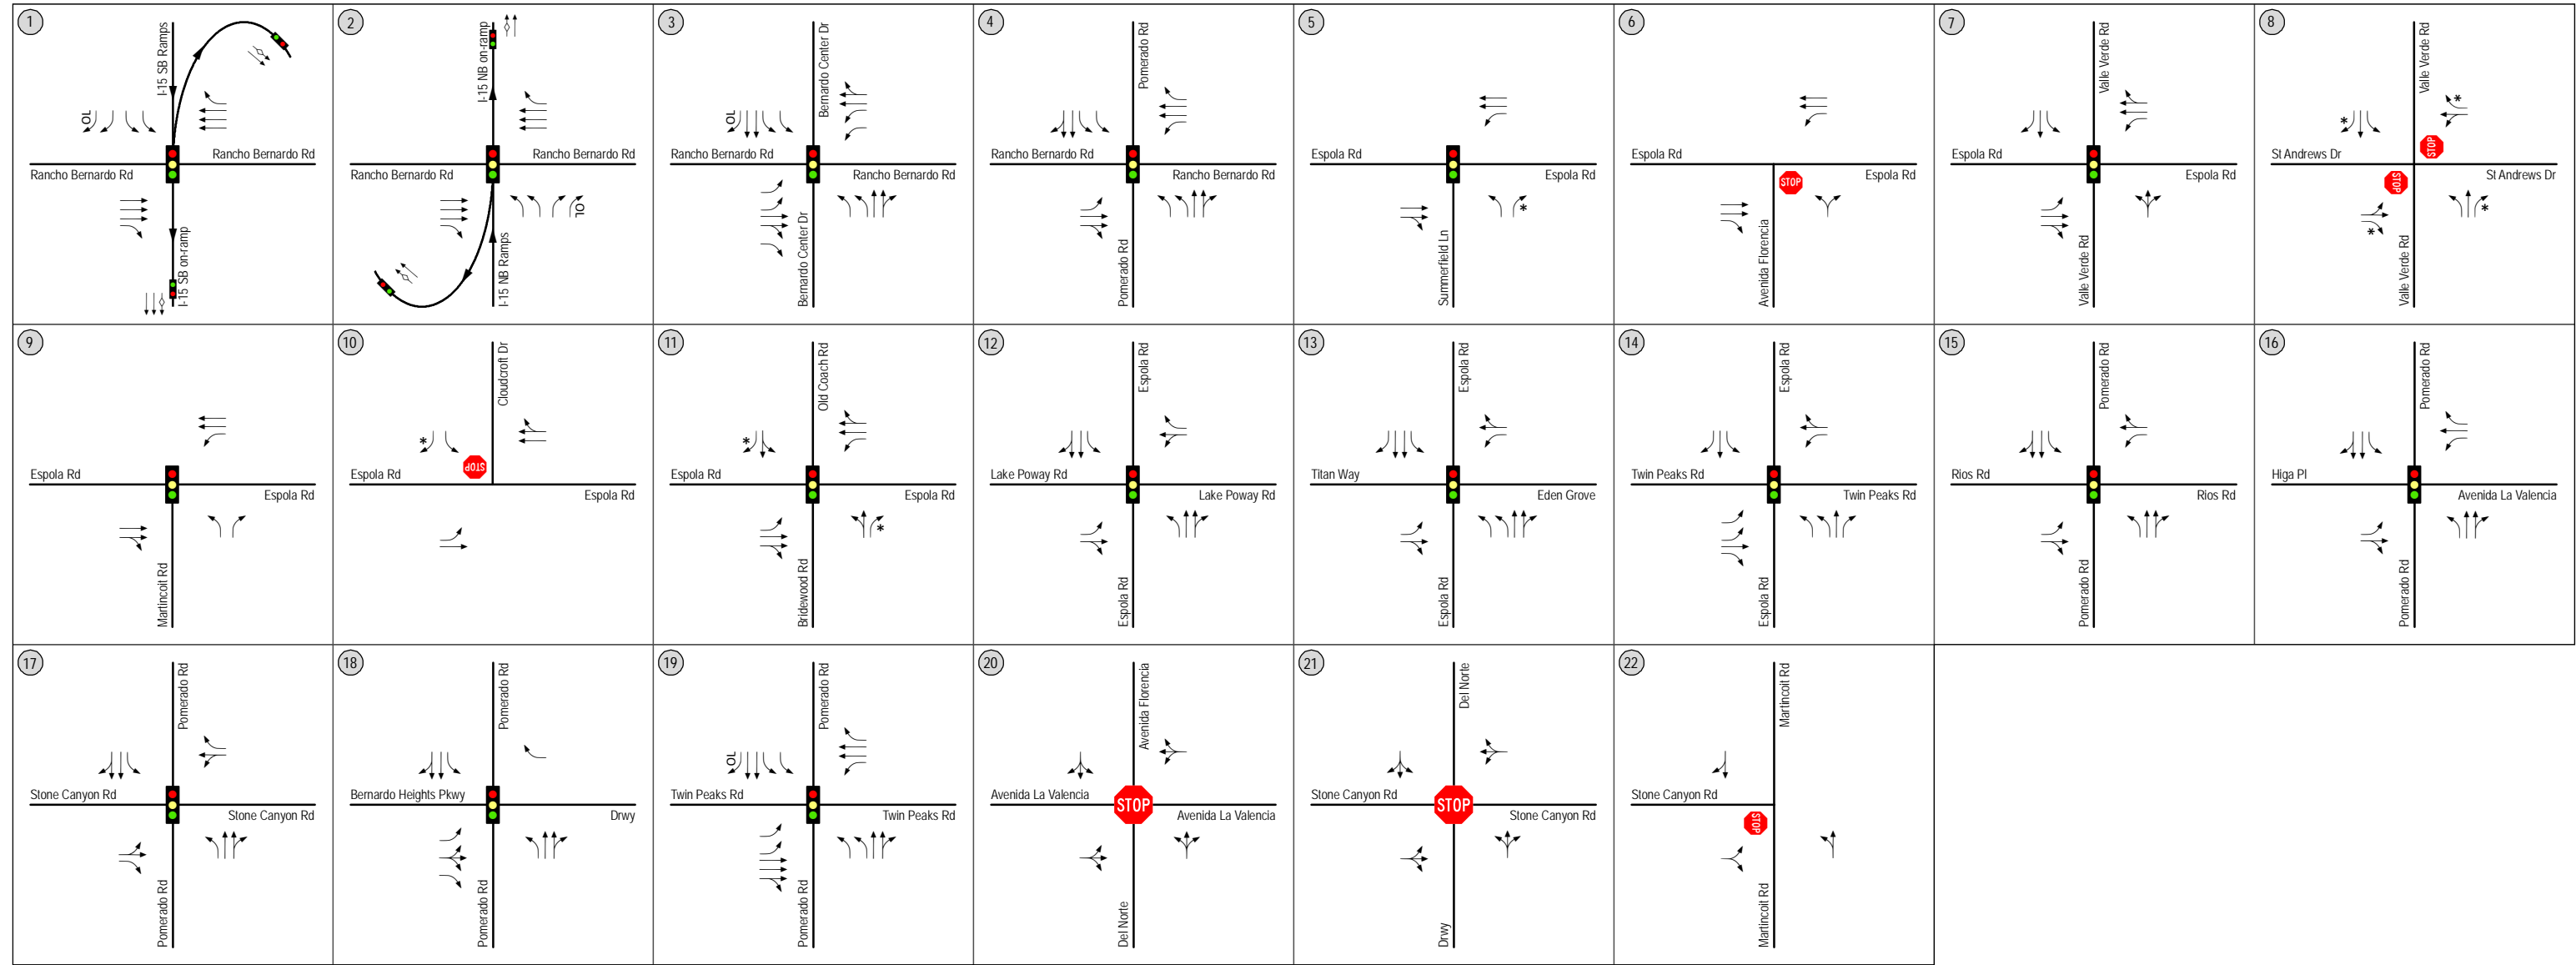 1
I-15 SB Ramps
OL
Rancho Bernardo Rd
Rancho Bernardo Rd
I-15 SB on-ramp
2
I-15 NB on-ramp
Rancho Bernardo Rd
Rancho Bernardo Rd
OL
I-15 NB Ramps
3
Bernardo Center Dr
OL
Rancho Bernardo Rd
Rancho Bernardo Rd
Bernardo Center Dr
4
Pomerado Rd
Rancho Bernardo Rd
Rancho Bernardo Rd
Pomerado Rd
5
Espola Rd
Espola Rd
*
Summerfield Ln
6
Espola Rd
Espola Rd
STOP
Avenida Florencia
7
Valle Verde Rd
Espola Rd
Espola Rd
Valle Verde Rd
8
Valle Verde Rd
*
*
STOP
St Andrews Dr
St Andrews Dr
STOP
*
*
Valle Verde Rd
9
Espola Rd
Espola Rd
Martincoit Rd
10
Cloudcroft Dr
*
STOP
Espola Rd
Espola Rd
11
Old Coach Rd
*
Espola Rd
Espola Rd
*
Bridewood Rd
12
Espola Rd
Lake Poway Rd
Lake Poway Rd
Espola Rd
13
Espola Rd
Titan Way
Eden Grove
Espola Rd
14
Espola Rd
Twin Peaks Rd
Twin Peaks Rd
Espola Rd
15
Pomerado Rd
Rios Rd
Rios Rd
Pomerado Rd
16
Pomerado Rd
Higa Pl
Avenida La Valencia
Pomerado Rd
17
Pomerado Rd
Stone Canyon Rd
Stone Canyon Rd
Pomerado Rd
18
Pomerado Rd
Bernardo Heights Pkwy
Drwy
Pomerado Rd
19
Pomerado Rd
OL
Twin Peaks Rd
Twin Peaks Rd
Pomerado Rd
20
Avenida Florencia
Avenida La Valencia
STOP
Avenida La Valencia
Del Norte
21
Del Norte
Stone Canyon Rd
STOP
Stone Canyon Rd
Drwy
22
Martincoit Rd
Stone Canyon Rd
STOP
Martincoit Rd